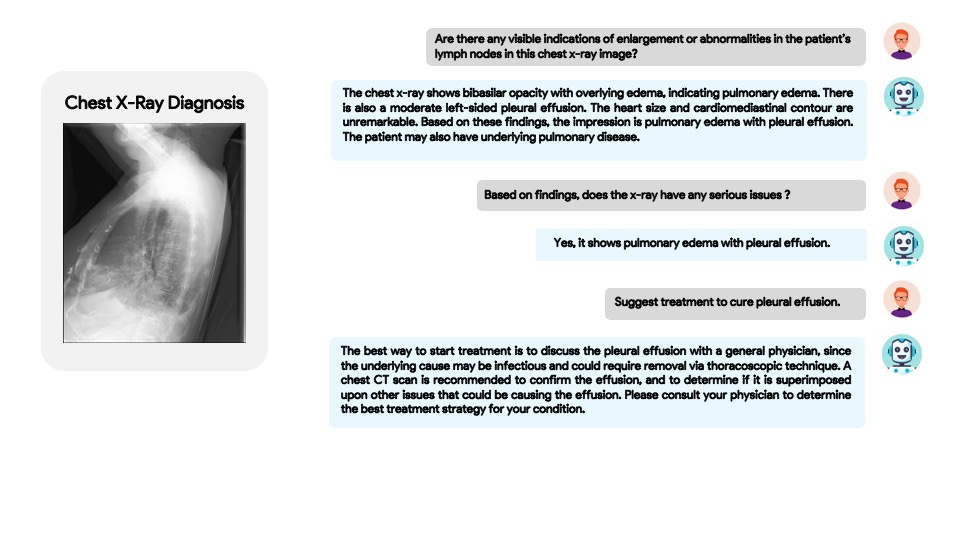 Chest X-Ray Diagnosis
Are there any visible indications of enlargement or abnormalities in the patient's
lymph nodes in this chest x-ray image?
The chest x-ray shows bibasilar opacity with overlying edema, indicating pulmonary edema. There
is also a moderate left-sided pleural effusion. The heart size and cardiomediastinal contour are
unremarkable. Based on these findings, the impression is pulmonary edema with pleural effusion.
The patient may also have underlying pulmonary disease.
Based on findings, does the x-ray have any serious issues ?
Yes, it shows pulmonary edema with pleural effusion.
Suggest treatment to cure pleural effusion.
The best way to start treatment is to discuss the pleural effusion with a general physician, since
the underlying cause may be infectious and could require removal via thoracoscopic technique. A
chest CT scan is recommended to confirm the effusion, and to determine if it is superimposed
upon other issues that could be causing the effusion. Please consult your physician to determine
the best treatment strategy for your condition.